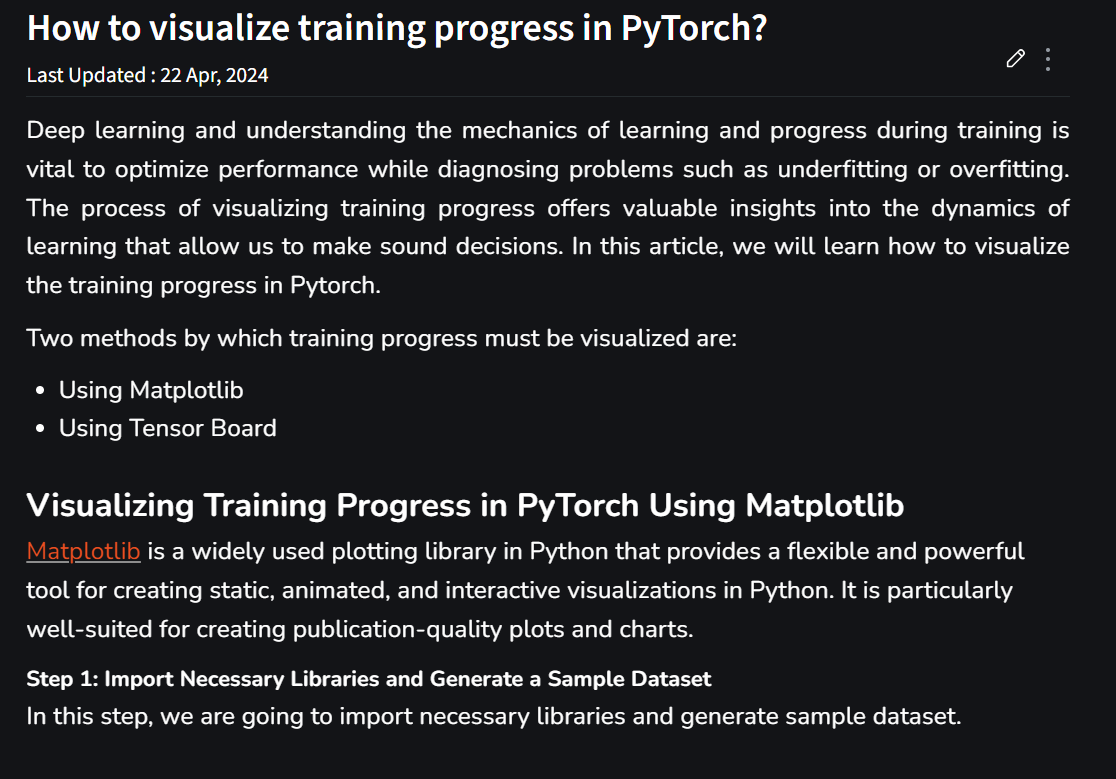 How to visualize training progress in PyTorch?
Last Updated : 22 Apr, 2024
Deep learning and understanding the mechanics of learning and progress during training is
vital to optimize performance while diagnosing problems such as underfitting or overfitting.
The process of visualizing training progress offers valuable insights into the dynamics of
learning that allow us to make sound decisions. In this article, we will learn how to visualize
the training progress in Pytorch.
Two methods by which training progress must be visualized are:
• Using Matplotlib
• Using Tensor Board
Visualizing Training Progress in PyTorch Using Matplotlib
Matplotlib is a widely used plotting library in Python that provides a flexible and powerful
tool for creating static, animated, and interactive visualizations in Python. It is particularly
well-suited for creating publication-quality plots and charts.
Step 1: Import Necessary Libraries and Generate a Sample Dataset
In this step, we are going to import necessary libraries and generate sample dataset.